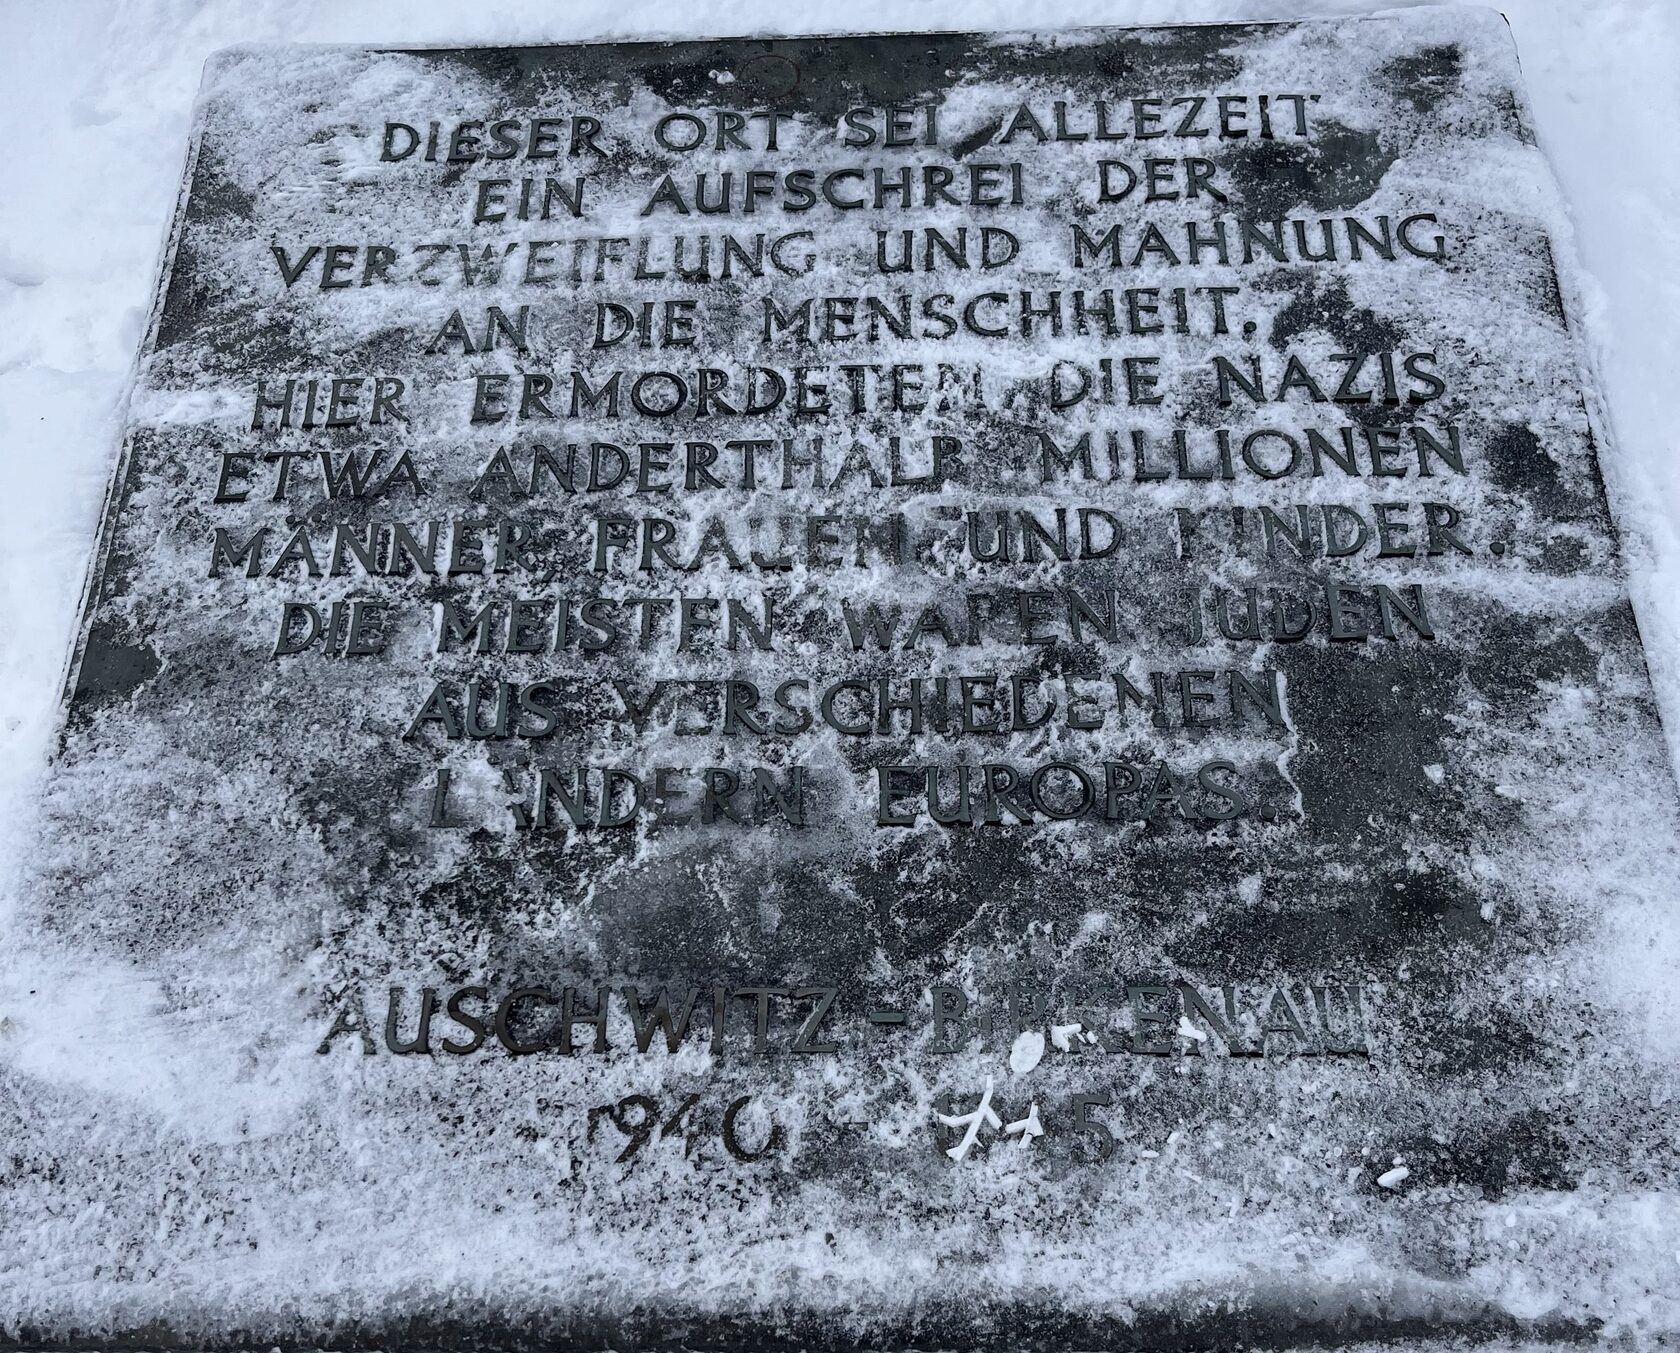 DIESER ORT SEI ALLEZEIT
EIN AUFSCHREI DER
VERZWEIFLUNG UND MAHNUNG
AN DIE MENSCHHEIT.
HIER ERMORDETEN DIE NAZIS
ETWA ANDERTHALB MILLIONEN
MÄNNER, FRAUEN UND KINDER.
DIE MEISTEN WAREN JUDEN
AUS VERSCHIEDENEN
LÄNDERN EUROPAS.
AUSCHWITZ-BIRKENAU
1940 - 1945